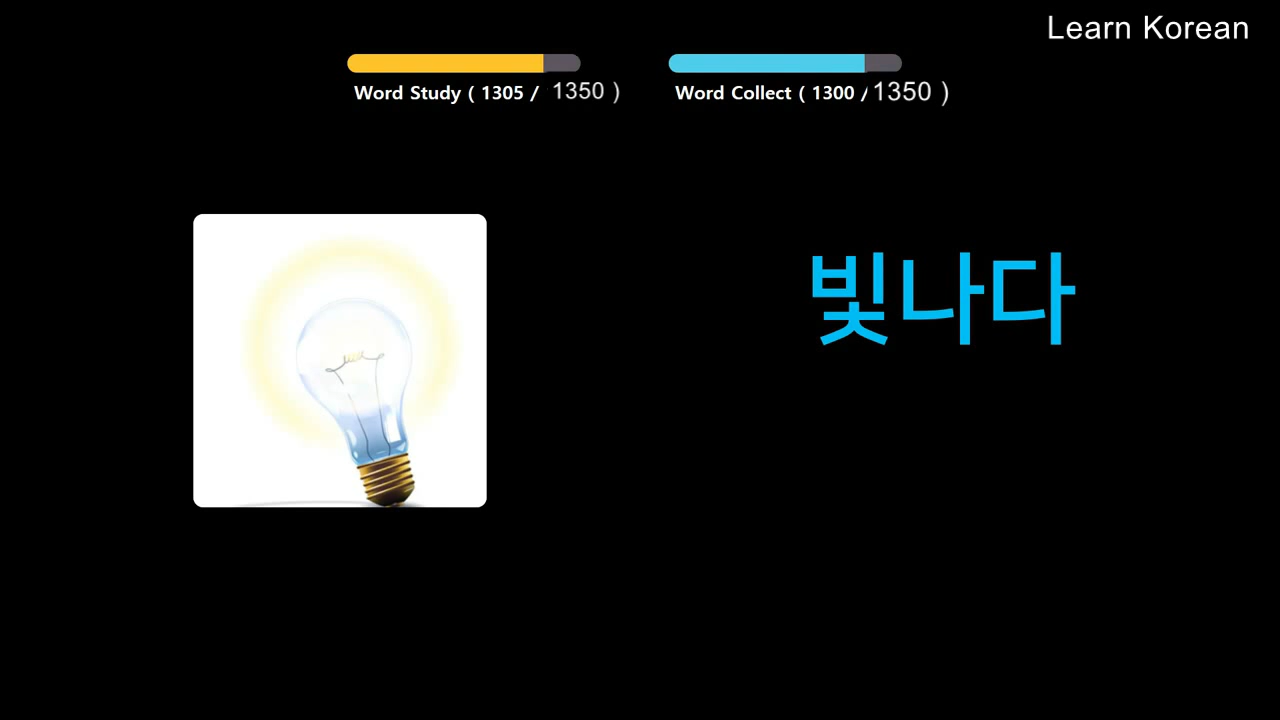 Learn Korean
Word Study ( 1305 / 1350 )
Word Collect ( 1300 / 1350 )
빛나다